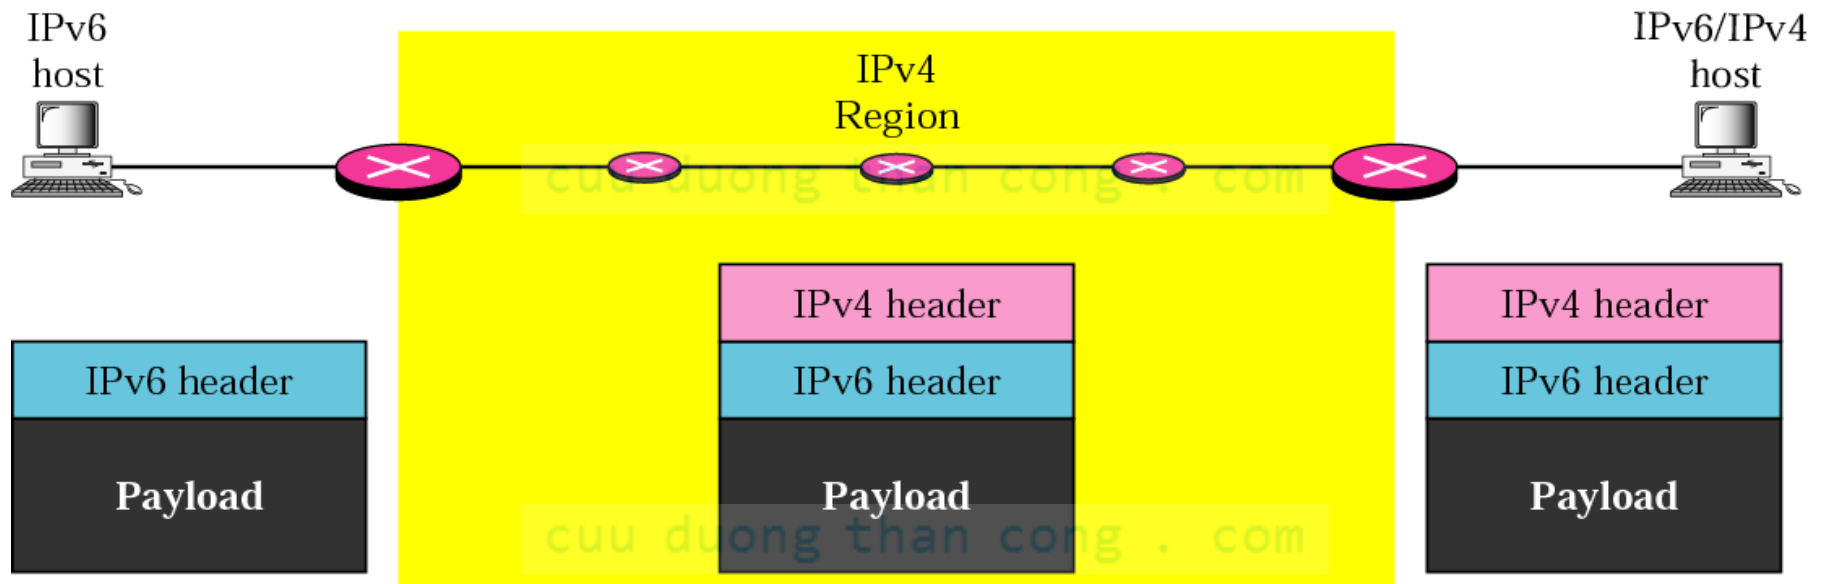 IPv6
host
IPv6/IPv4
host
IPv4
Region
cuu duong than cong . com
IPv4 header
IPv4 header
IPv6 header
IPv6 header
IPv6 header
Payload
Payload
Payload
cuu duong than cong . com